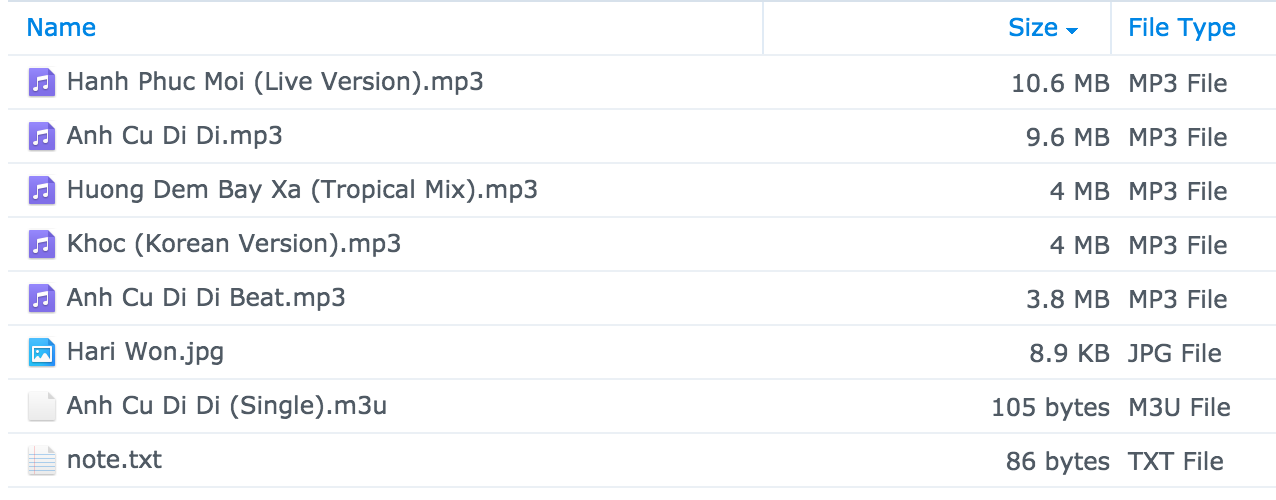 Name Size File Type
Hanh Phuc Moi (Live Version).mp3 10.6 MB MP3 File
Anh Cu Di Di.mp3 9.6 MB MP3 File
Huong Dem Bay Xa (Tropical Mix).mp3 4 MB MP3 File
Khoc (Korean Version).mp3 4 MB MP3 File
Anh Cu Di Di Beat.mp3 3.8 MB MP3 File
Hari Won.jpg 8.9 KB JPG File
Anh Cu Di Di (Single).m3u 105 bytes M3U File
note.txt 86 bytes TXT File